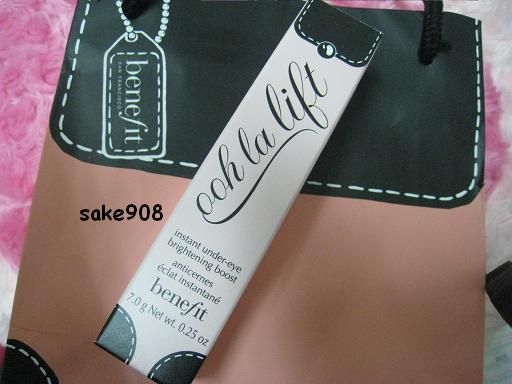 benefit
SAN FRANCISCO
ooh la lift
sake908
instant under-eye
brightening boost
anticernes
éclat instantané
benefit
7.0 g Net wt. 0.25 oz